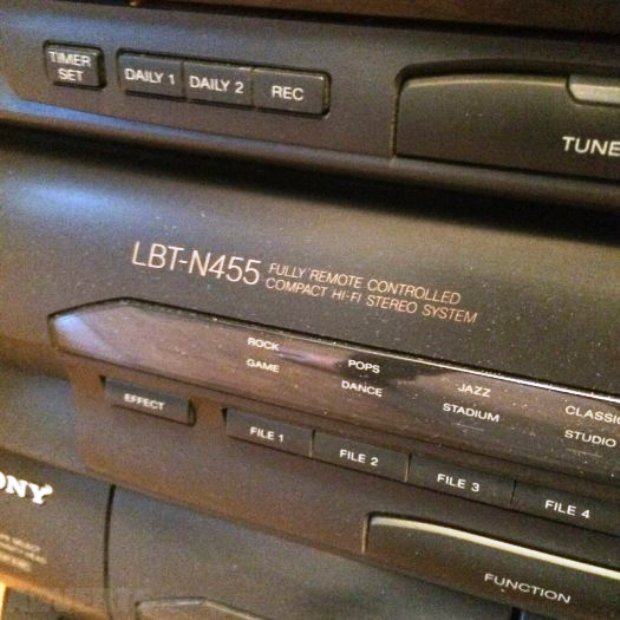 TIMER
SET
DAILY 1
DAILY 2
REC
TUNE
LBT-N455
FULLY REMOTE CONTROLLED
COMPACT HI-FI STEREO SYSTEM
ROCK
POPS
JAZZ
CLASSIC
GAME
DANCE
STADIUM
STUDIO
EFFECT
FILE 1
FILE 2
FILE 3
FILE 4
ONY
FUNCTION
ADVERTS